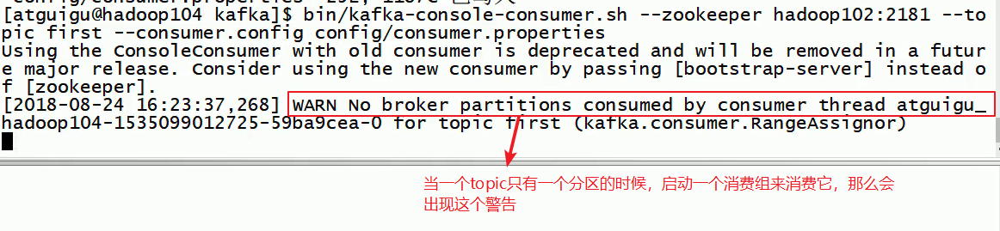 [atguigu@hadoop104 kafka]$ bin/kafka-console-consumer.sh --zookeeper hadoop102:2181 --to
pic first --consumer.config config/consumer.properties
Using the ConsoleConsumer with old consumer is deprecated and will be removed in a futur
e major release. Consider using the new consumer by passing [bootstrap-server] instead o
f [zookeeper].
[2018-08-24 16:23:37,268] WARN No broker partitions consumed by consumer thread atguigu_
hadoop104-1535099012725-59ba9cea-0 for topic first (kafka.consumer.RangeAssignor)
当一个topic只有一个分区的时候，启动一个消费组来消费它，那么会
出现这个警告